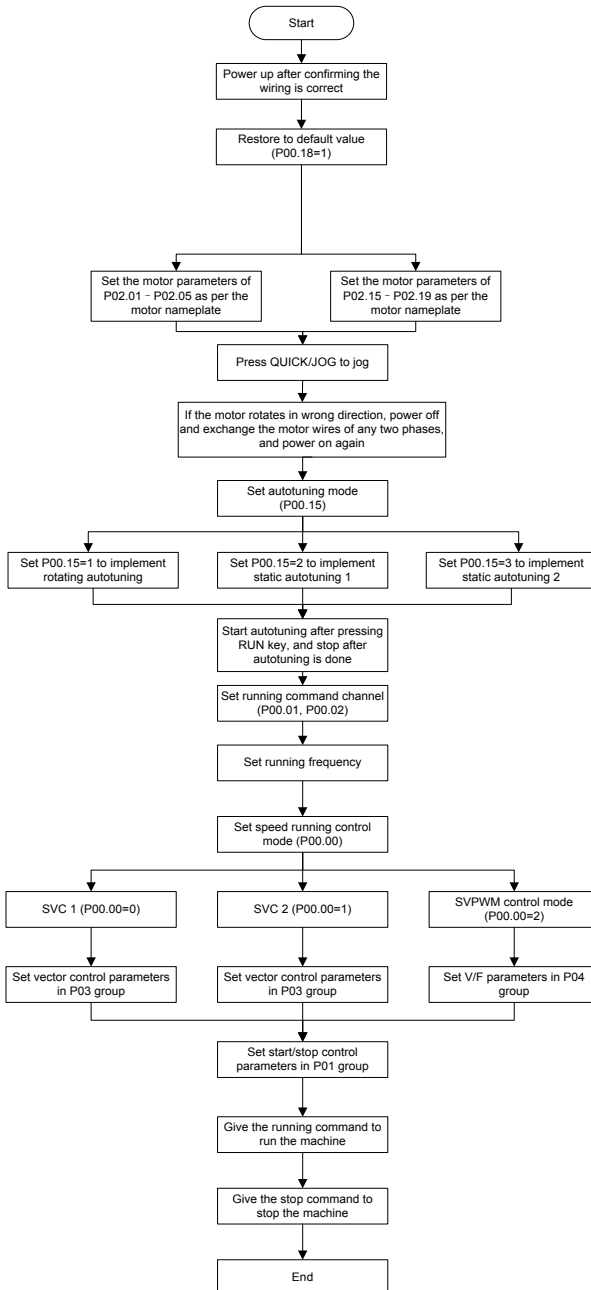 Start
Power up after confirming the
wiring is correct
Restore to default value
(P00.18=1)
Set the motor parameters of
P02.01–P02.05 as per the
motor nameplate
Set the motor parameters of
P02.15–P02.19 as per the
motor nameplate
Press QUICK/JOG to jog
If the motor rotates in wrong direction, power off
and exchange the motor wires of any two phases,
and power on again
Set autotuning mode
(P00.15)
Set P00.15=1 to implement
rotating autotuning
Set P00.15=2 to implement
static autotuning 1
Set P00.15=3 to implement
static autotuning 2
Start autotuning after pressing
RUN key, and stop after
autotuning is done
Set running command channel
(P00.01, P00.02)
Set running frequency
Set speed running control
mode (P00.00)
SVC 1 (P00.00=0)
SVC 2 (P00.00=1)
SVPWM control mode
(P00.00=2)
Set vector control parameters
in P03 group
Set vector control parameters
in P03 group
Set V/F parameters in P04
group
Set start/stop control
parameters in P01 group
Give the running command to
run the machine
Give the stop command to
stop the machine
End